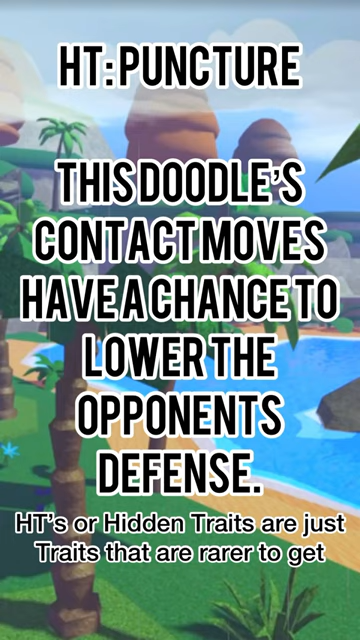 HT: PUNCTURE
THIS DOODLE'S
CONTACT MOVES
HAVE A CHANCE TO
LOWER THE
OPPONENTS
DEFENSE.
HT's or Hidden Traits are just
Traits that are rarer to get